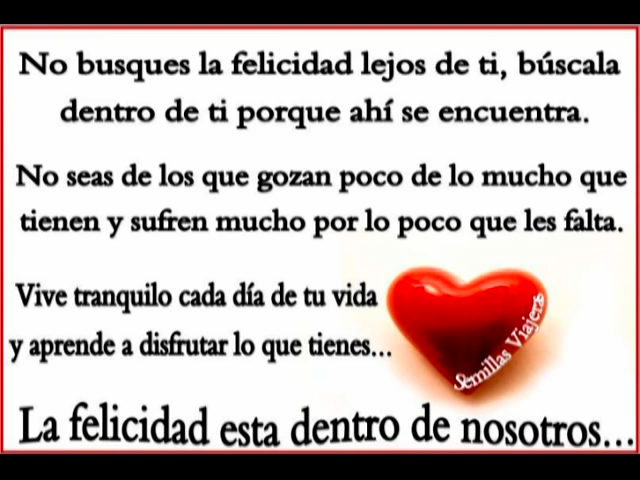 No busques la felicidad lejos de ti, búscala
dentro de ti porque ahí se encuentra.
No seas de los que gozan poco de lo mucho que
tienen y sufren mucho por lo poco que les falta.
Vive tranquilo cada día de tu vida
y aprende a disfrutar lo que tienes...
Semillas Viajeras
La felicidad esta dentro de nosotros...